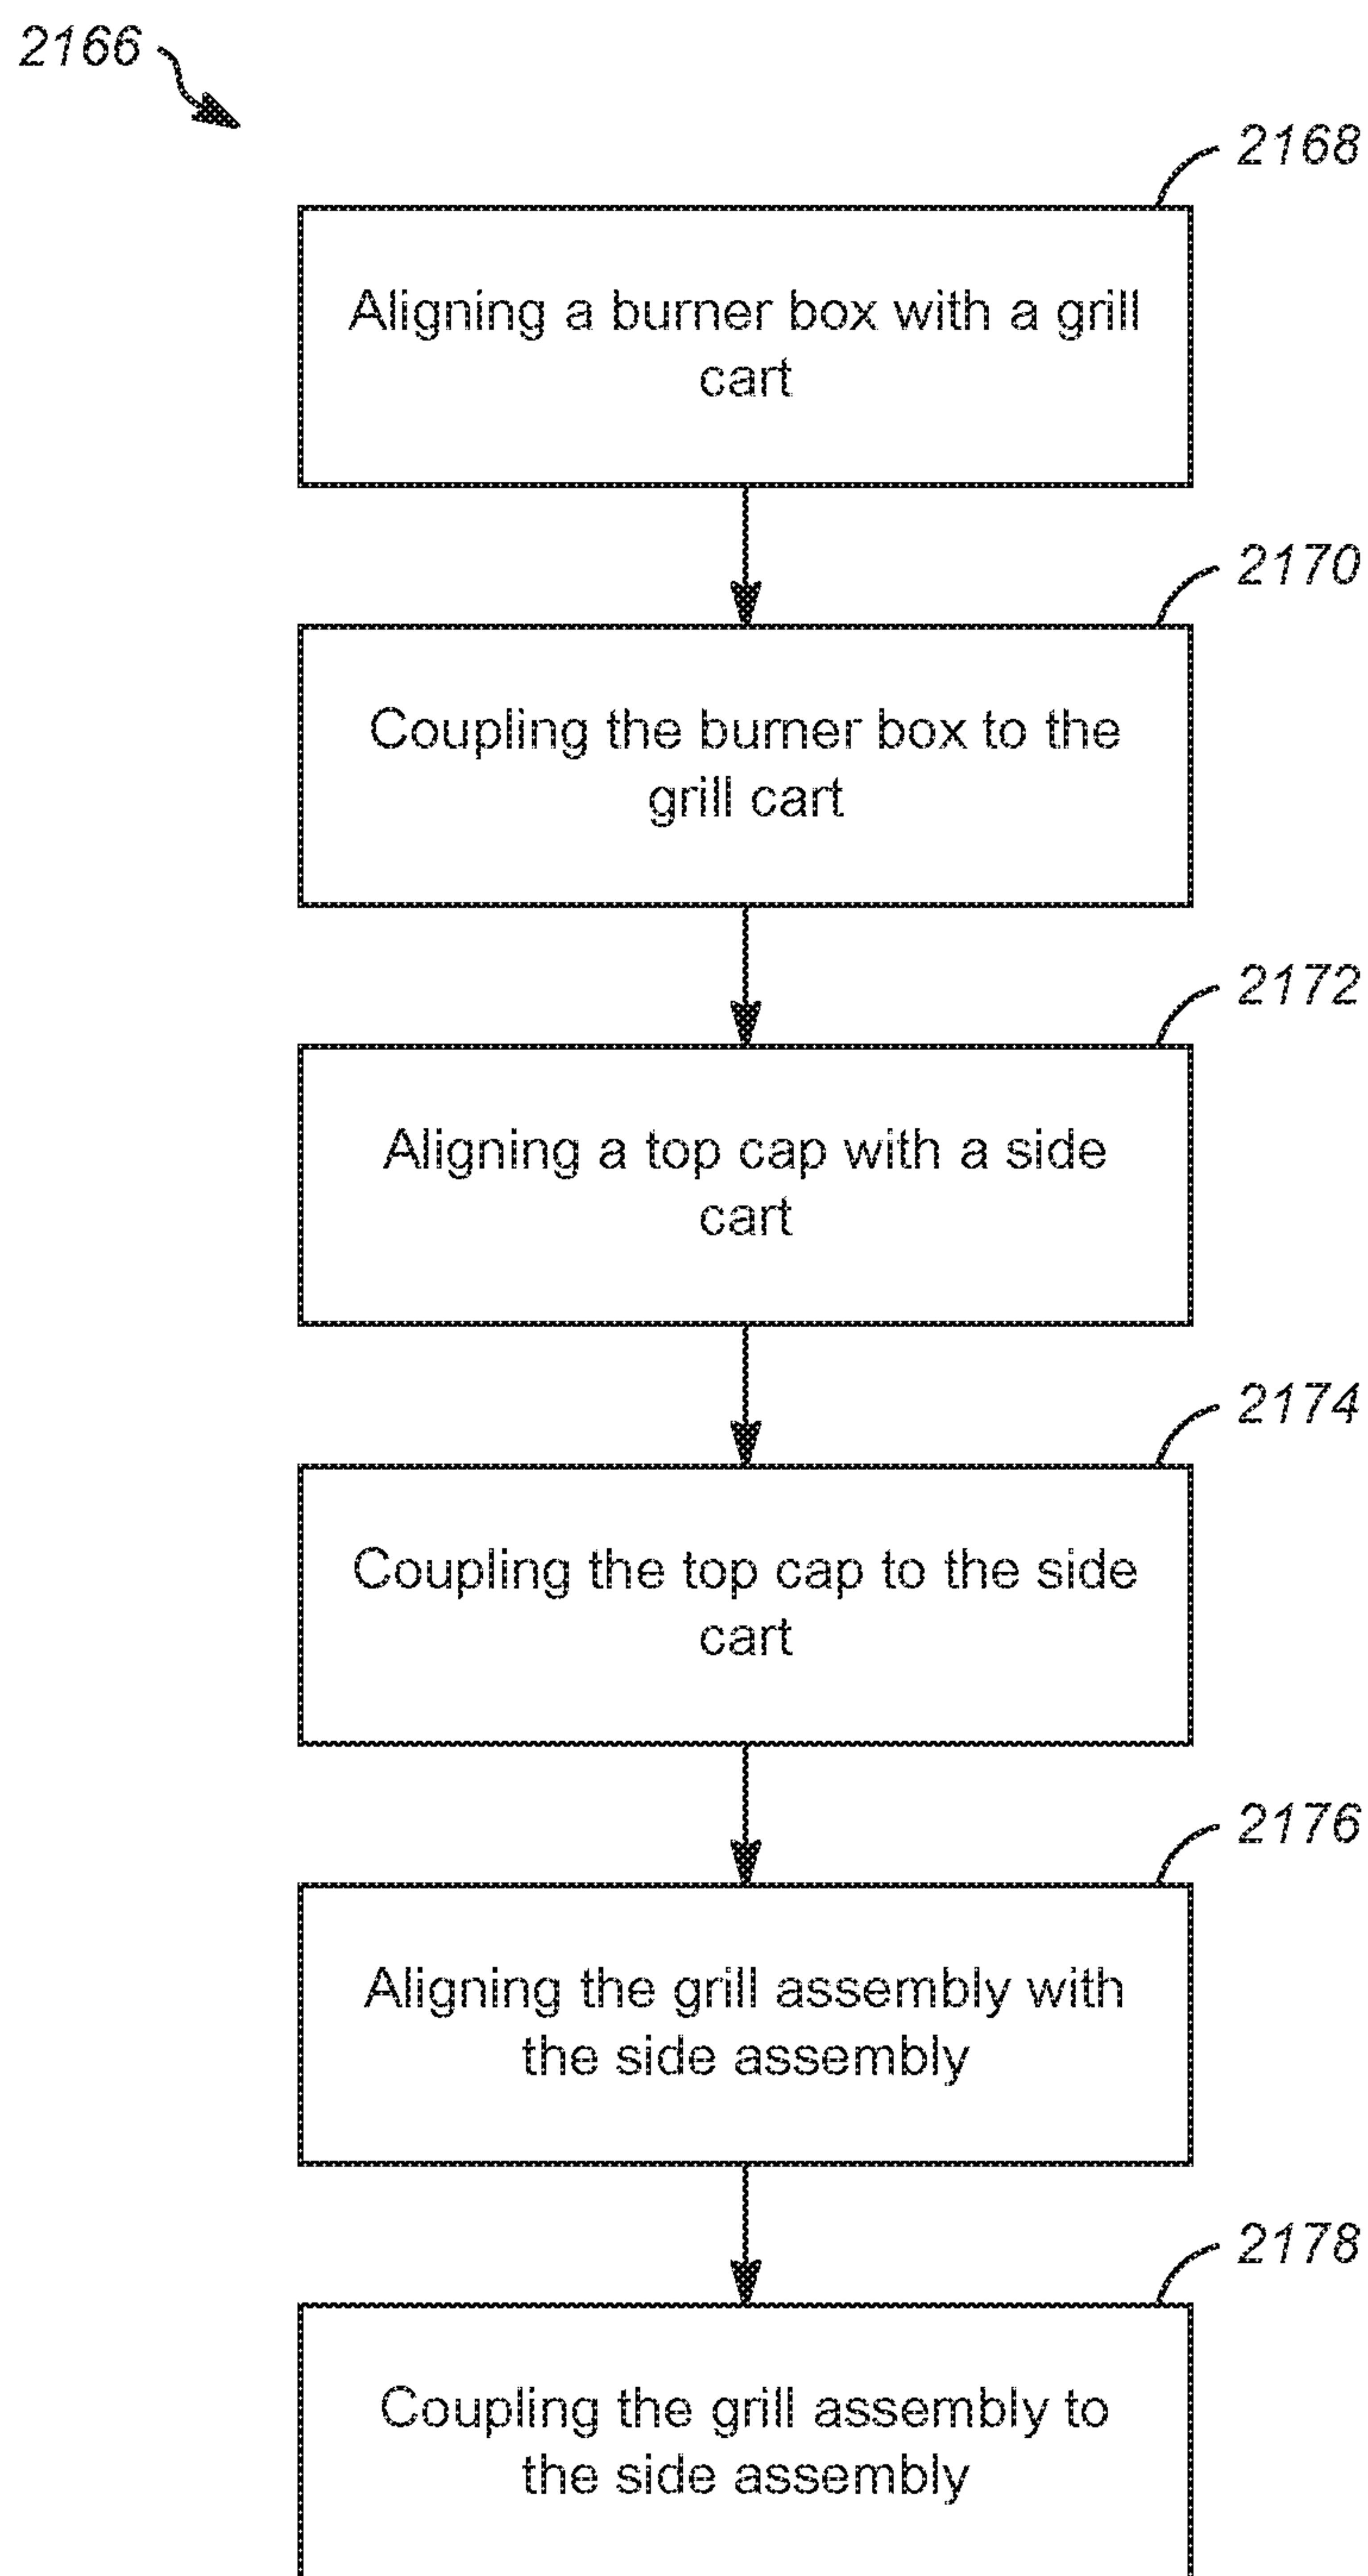 2166
2168
Aligning a burner box with a grill
cart
2170
Coupling the burner box to the
grill cart
2172
Aligning a top cap with a side
cart
2174
Coupling the top cap to the side
cart
2176
Aligning the grill assembly with
the side assembly
2178
Coupling the grill assembly to
the side assembly